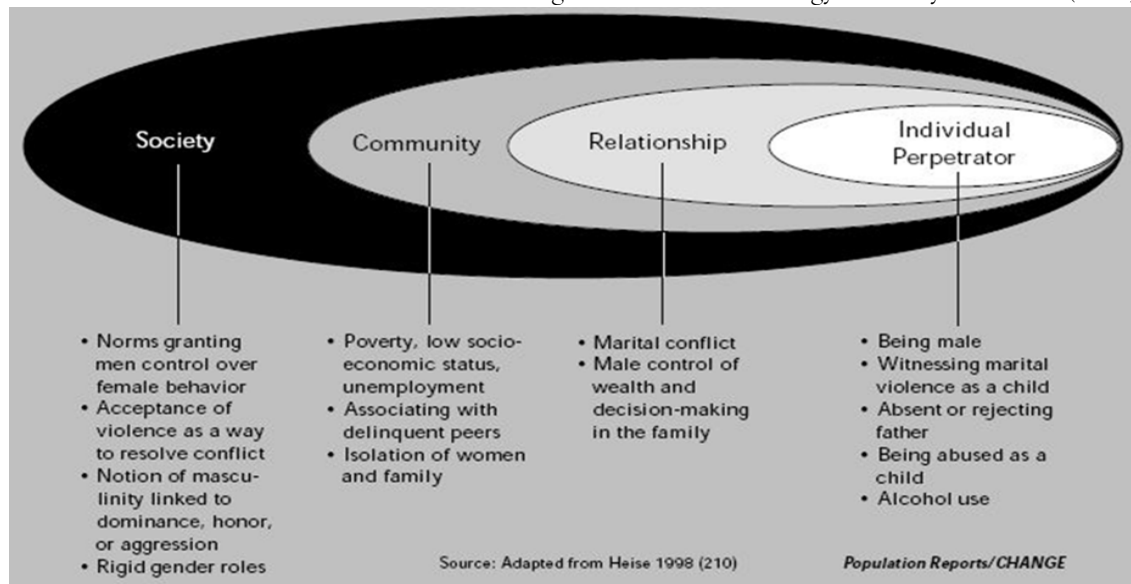 Society
Community
Relationship
Individual
Perpetrator
• Norms granting
men control over
female behavior
• Acceptance of
violence as a way
to resolve conflict
• Notion of mascu-
linity linked to
dominance, honor,
or aggression
• Rigid gender roles
• Poverty, low socio-
economic status,
unemployment
• Associating with
delinquent peers
• Isolation of women
and family
• Marital conflict
• Male control of
wealth and
decision-making
in the family
• Being male
• Witnessing marital
violence as a child
• Absent or rejecting
father
• Being abused as a
child
• Alcohol use
Source: Adapted from Heise 1998 (210)
Population Reports/CHANGE